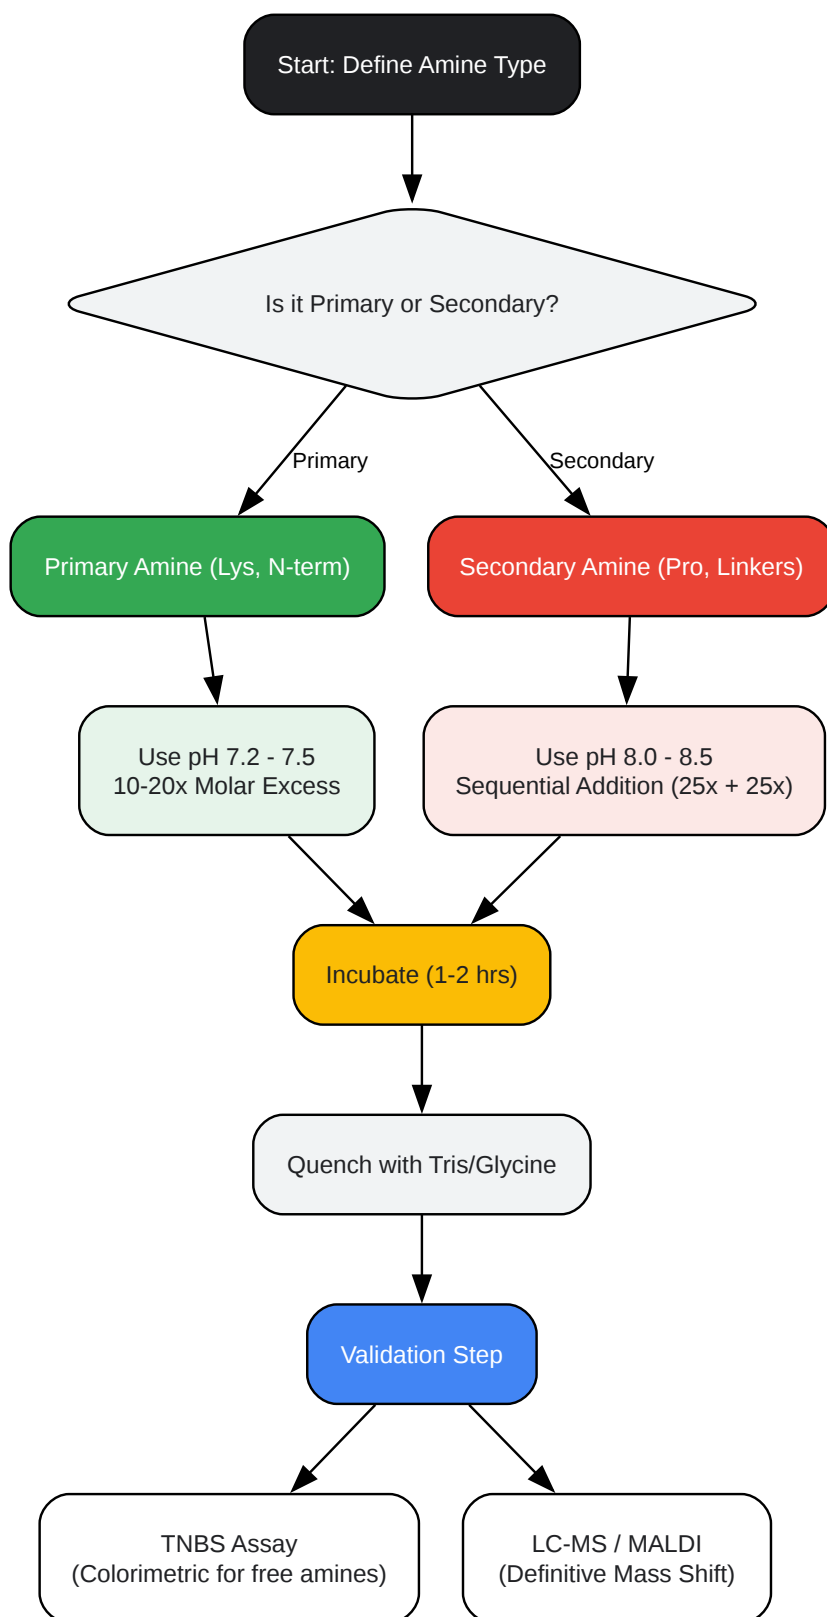 Start: Define Amine Type
Is it Primary or Secondary?
Primary
Secondary
Primary Amine (Lys, N-term)
Secondary Amine (Pro, Linkers)
Use pH 7.2 - 7.5
10-20x Molar Excess
Use pH 8.0 - 8.5
Sequential Addition (25x + 25x)
Incubate (1-2 hrs)
Quench with Tris/Glycine
Validation Step
TNBS Assay
(Colorimetric for free amines)
LC-MS / MALDI
(Definitive Mass Shift)